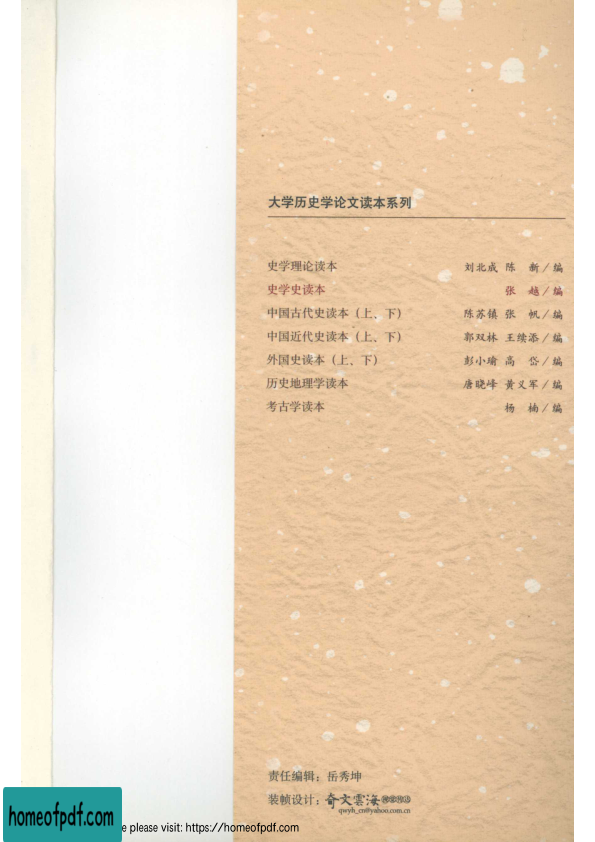 大学历史学论文读本系列
史学理论读本 刘北成 陈 新/编
史学史读本 张 越/编
中国古代史读本(上、下) 陈苏镇 张 帆/编
中国近代史读本(上、下) 郭双林 王续添/编
外国史读本(上、下) 彭小瑜 高 岱/编
历史地理学读本 唐晓峰 黄义军/编
考古学读本 杨 楠/编
责任编辑:岳秀坤
装帧设计:奇文雲海
qwyh_cn@yahoo.com.cn
homeofpdf.com
e please visit: https://homeofpdf.com